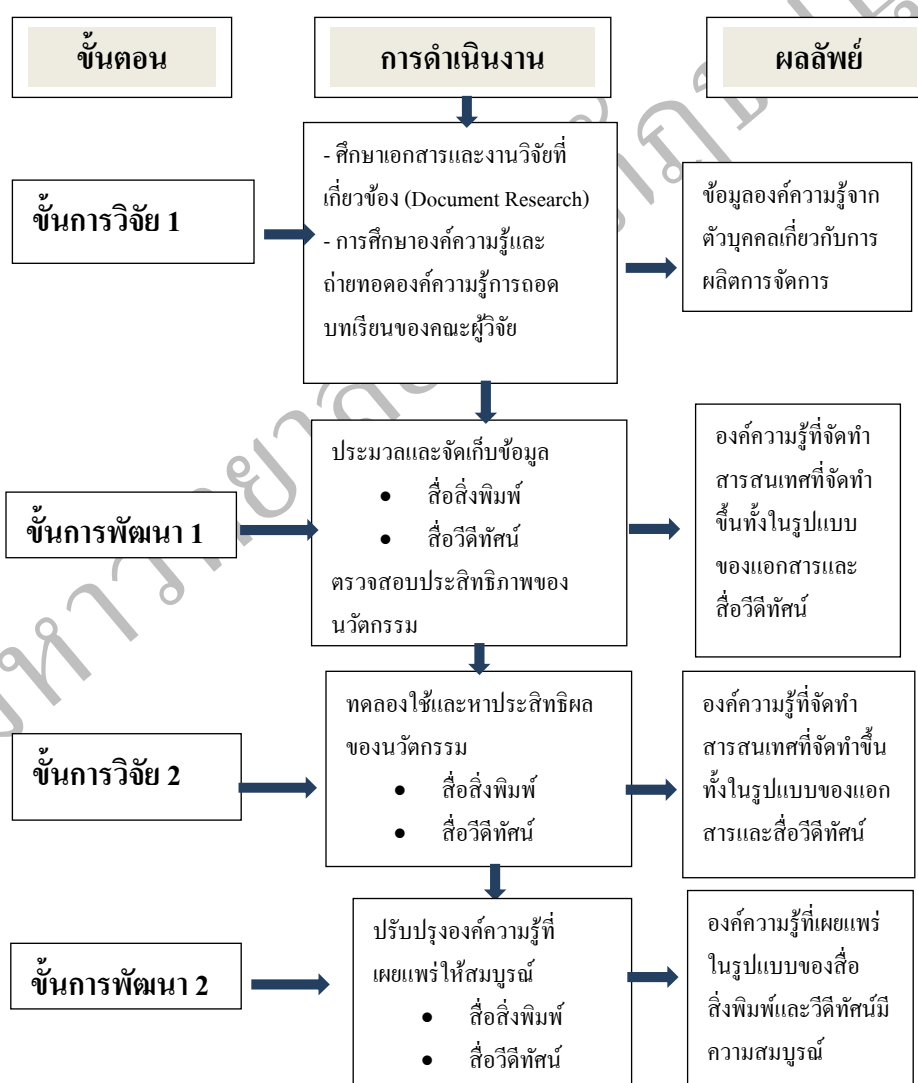 ขั้นตอน
การดำเนินงาน
ผลลัพย์
ขั้นการวิจัย 1
- ศึกษาเอกสารและงานวิจัยที่
เกี่ยวข้อง (Document Research)
- การศึกษาองค์ความรู้และ
ถ่ายทอดองค์ความรู้การถอด
บทเรียนของคณะผู้วิจัย
ข้อมูลองค์ความรู้จาก
ตัวบุคคลเกี่ยวกับการ
ผลิตการจัดการ
ขั้นการพัฒนา 1
ประมวลและจัดเก็บข้อมูล
• สื่อสิ่งพิมพ์
• สื่อวีดีทัศน์
ตรวจสอบประสิทธิภาพของ
นวัตกรรม
องค์ความรู้ที่จัดทำ
สารสนเทศที่จัดทำ
ขึ้นทั้งในรูปแบบ
ของแอกสารและ
สื่อวีดีทัศน์
ขั้นการวิจัย 2
ทดลองใช้และหาประสิทธิผล
ของนวัตกรรม
• สื่อสิ่งพิมพ์
• สื่อวีดีทัศน์
องค์ความรู้ที่จัดทำ
สารสนเทศที่จัดทำขึ้น
ทั้งในรูปแบบของแอก
สารและสื่อวีดีทัศน์
ขั้นการพัฒนา 2
ปรับปรุงองค์ความรู้ที่
เผยแพร่ให้สมบูรณ์
• สื่อสิ่งพิมพ์
• สื่อวีดีทัศน์
องค์ความรู้ที่เผยแพร่
ในรูปแบบของสื่อ
สิ่งพิมพ์และวีดีทัศน์มี
ความสมบูรณ์